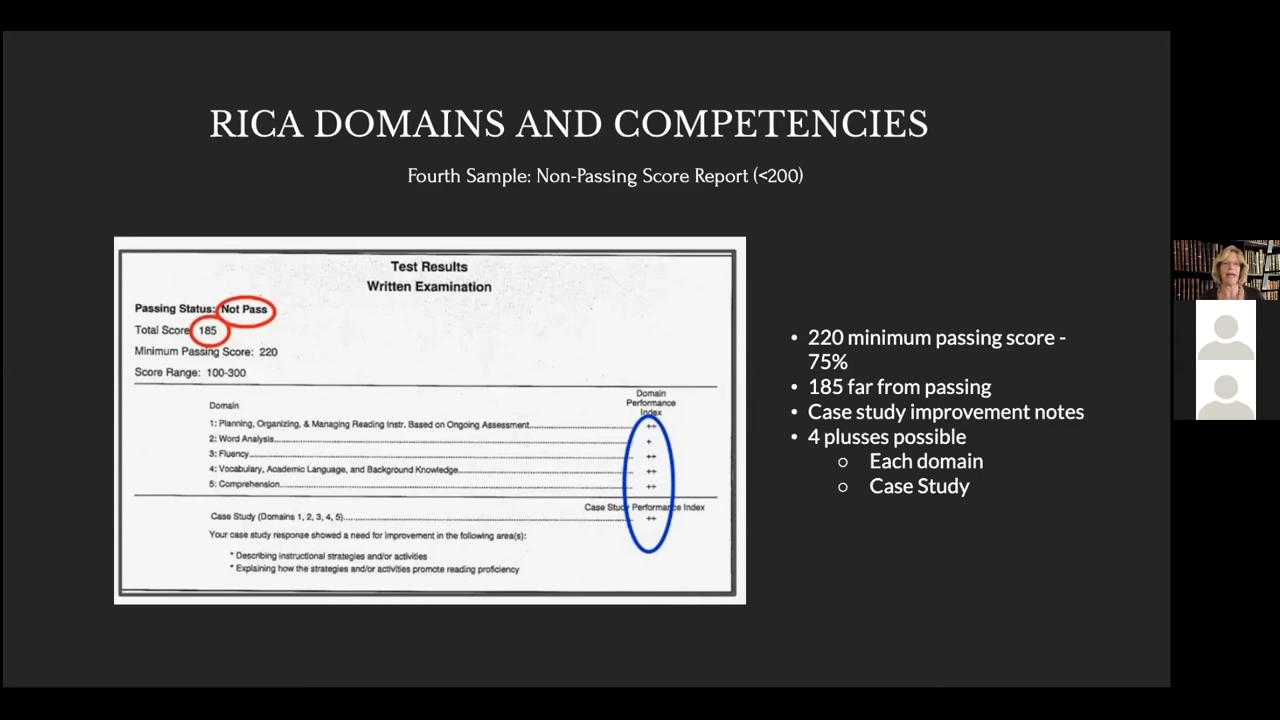 RICA DOMAINS AND COMPETENCIES
Fourth Sample: Non-Passing Score Report (<200)
Test Results
Written Examination
Passing Status: Not Pass
Total Score 185
Minimum Passing Score: 220
Score Range: 100-300
Domain
Domain
Performance
Index
1: Planning, Organizing, & Managing Reading Instr. Based on Ongoing Assessment ++
2: Word Analysis +
3: Fluency ++
4: Vocabulary, Academic Language, and Background Knowledge ++
5: Comprehension ++
Case Study Performance Index
Case Study (Domains 1, 2, 3, 4, 5) ++
Your case study response showed a need for improvement in the following area(s):
* Describing instructional strategies and/or activities
* Explaining how the strategies and/or activities promote reading proficiency
• 220 minimum passing score -
75%
• 185 far from passing
• Case study improvement notes
• 4 plusses possible
○ Each domain
○ Case Study